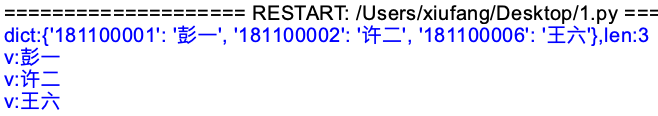 ==================== RESTART: /Users/xiufang/Desktop/1.py ===
dict:{'181100001': '彭一', '181100002': '许二', '181100006': '王六'},len:3
v:彭一
v:许二
v:王六